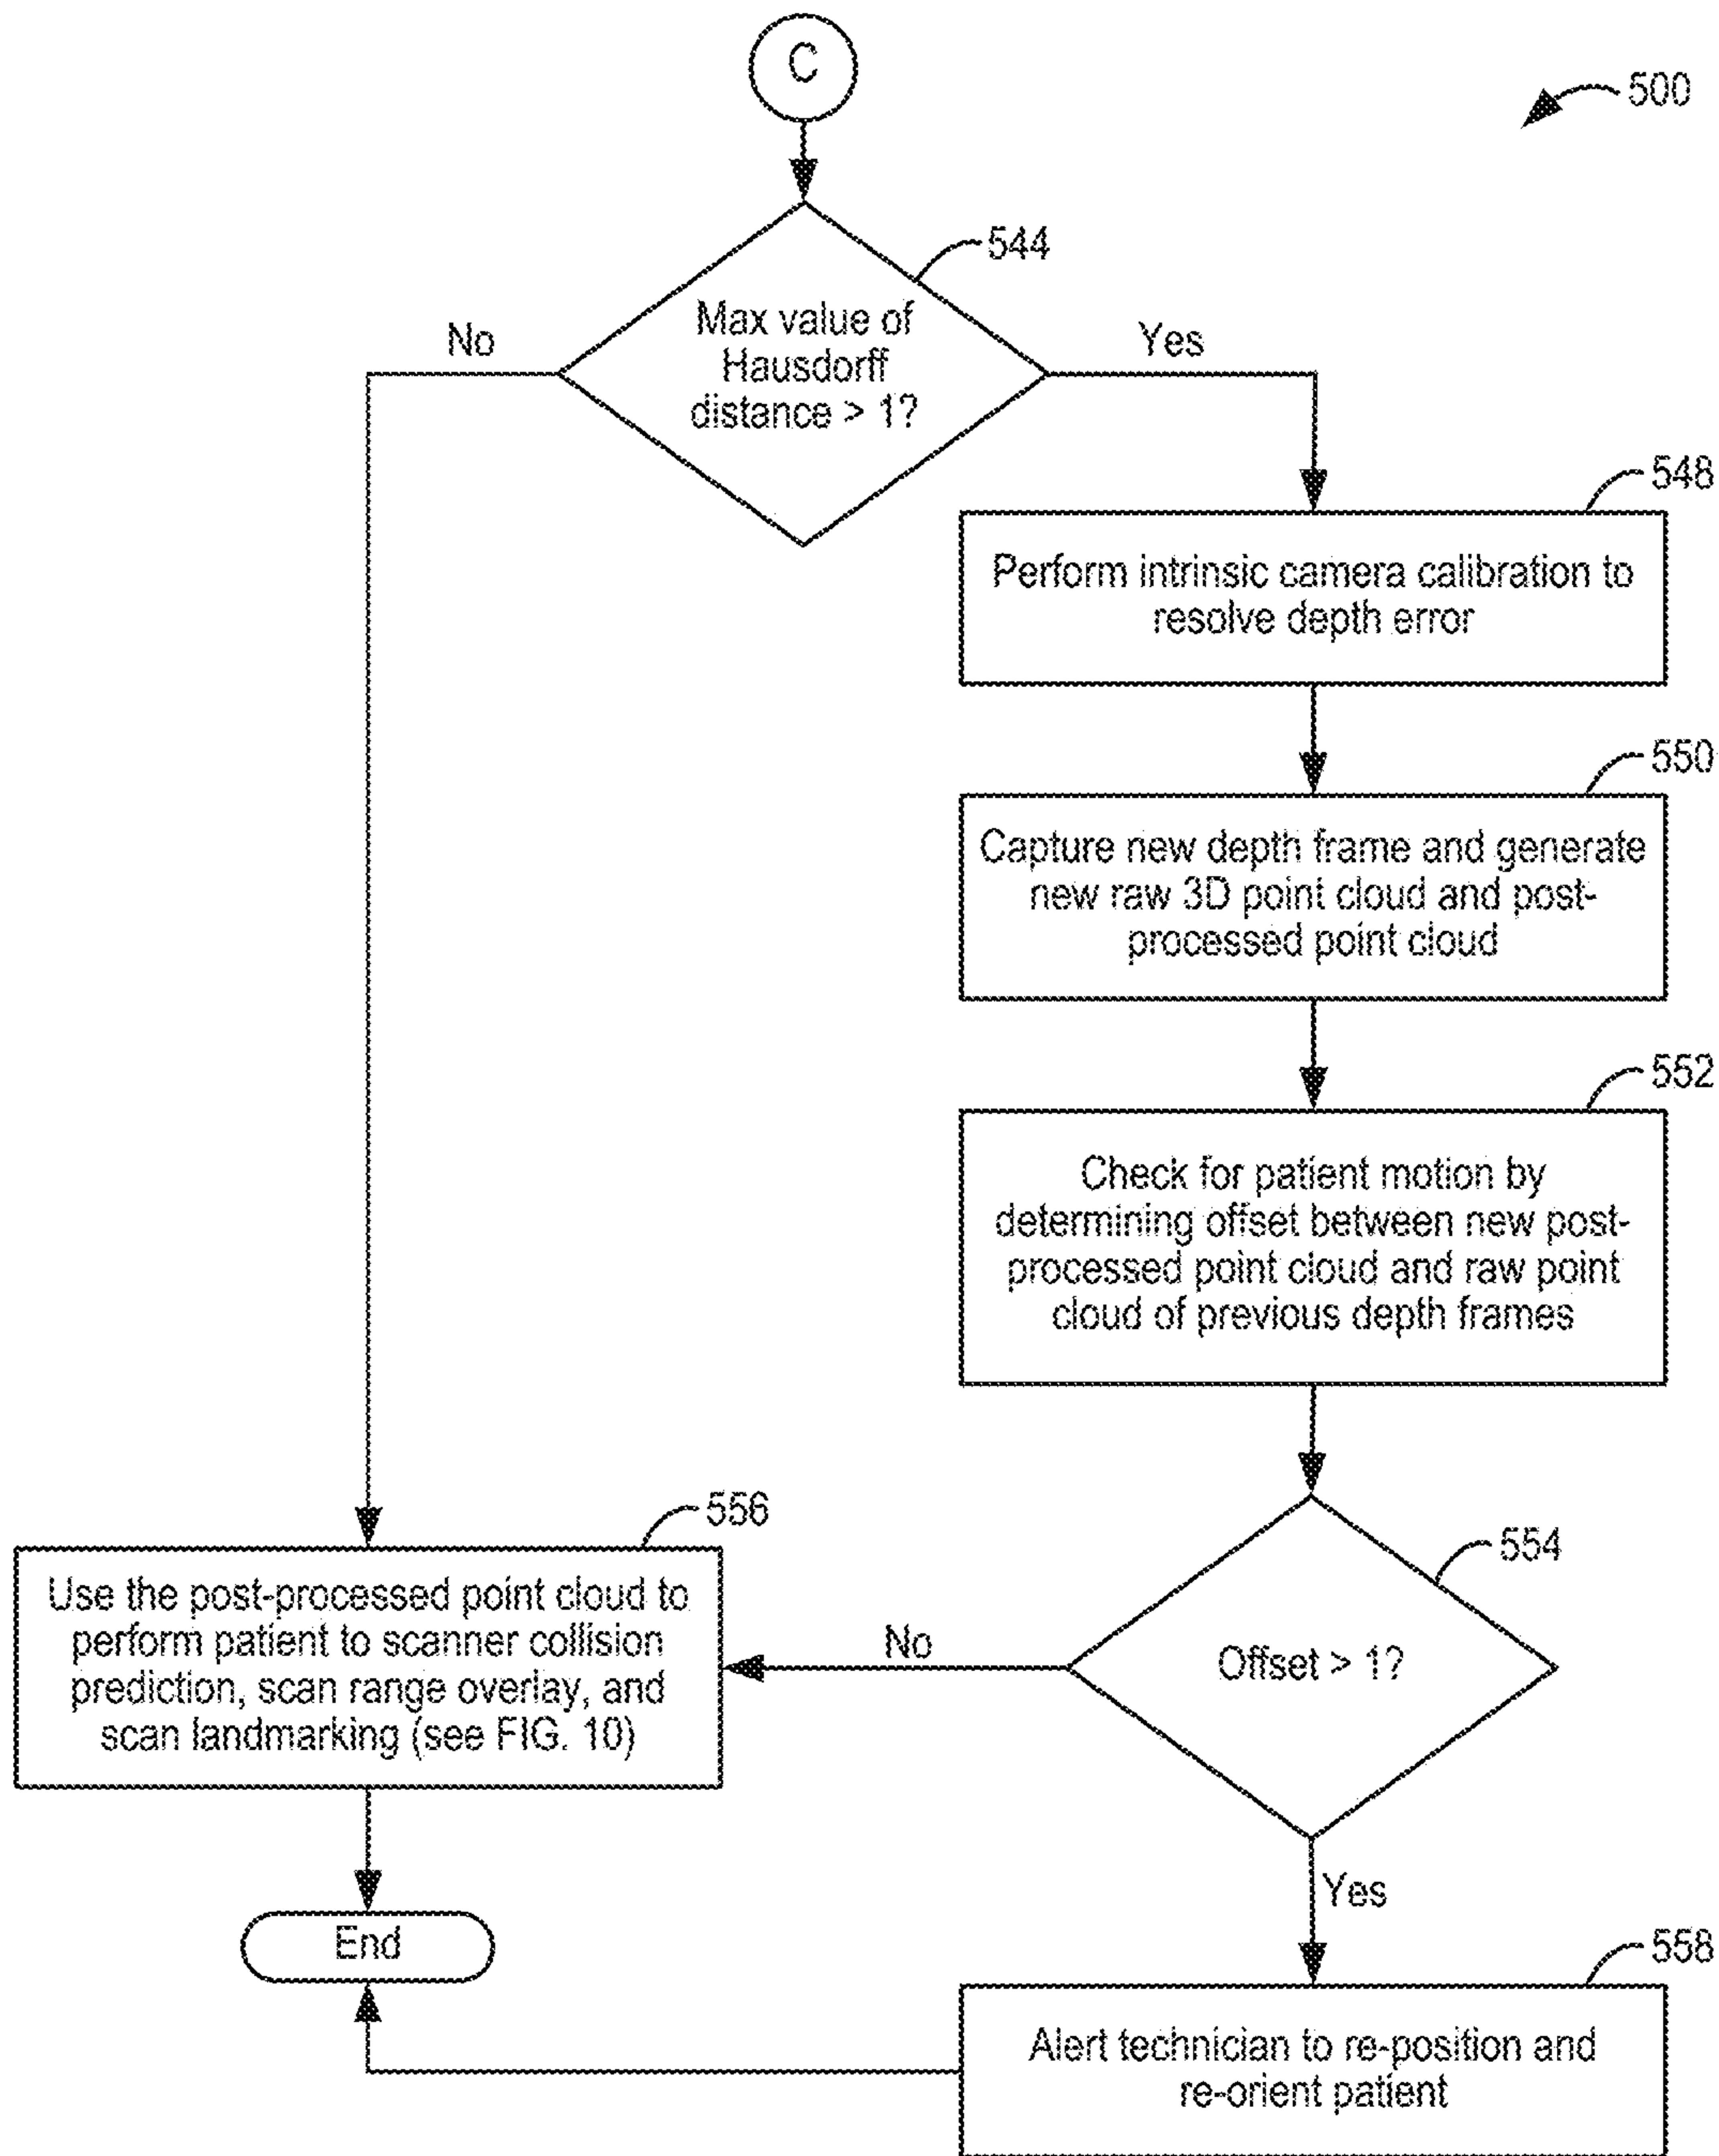 C
500
544
Max value of
Hausdorff
distance > 1?
No
Yes
548
Perform intrinsic camera calibration to
resolve depth error
550
Capture new depth frame and generate
new raw 3D point cloud and post-
processed point cloud
552
Check for patient motion by
determining offset between new post-
processed point cloud and raw point
cloud of previous depth frames
556
Use the post-processed point cloud to
perform patient to scanner collision
prediction, scan range overlay, and
scan landmarking (see FIG. 10)
554
Offset > 1?
No
Yes
End
558
Alert technician to re-position and
re-orient patient